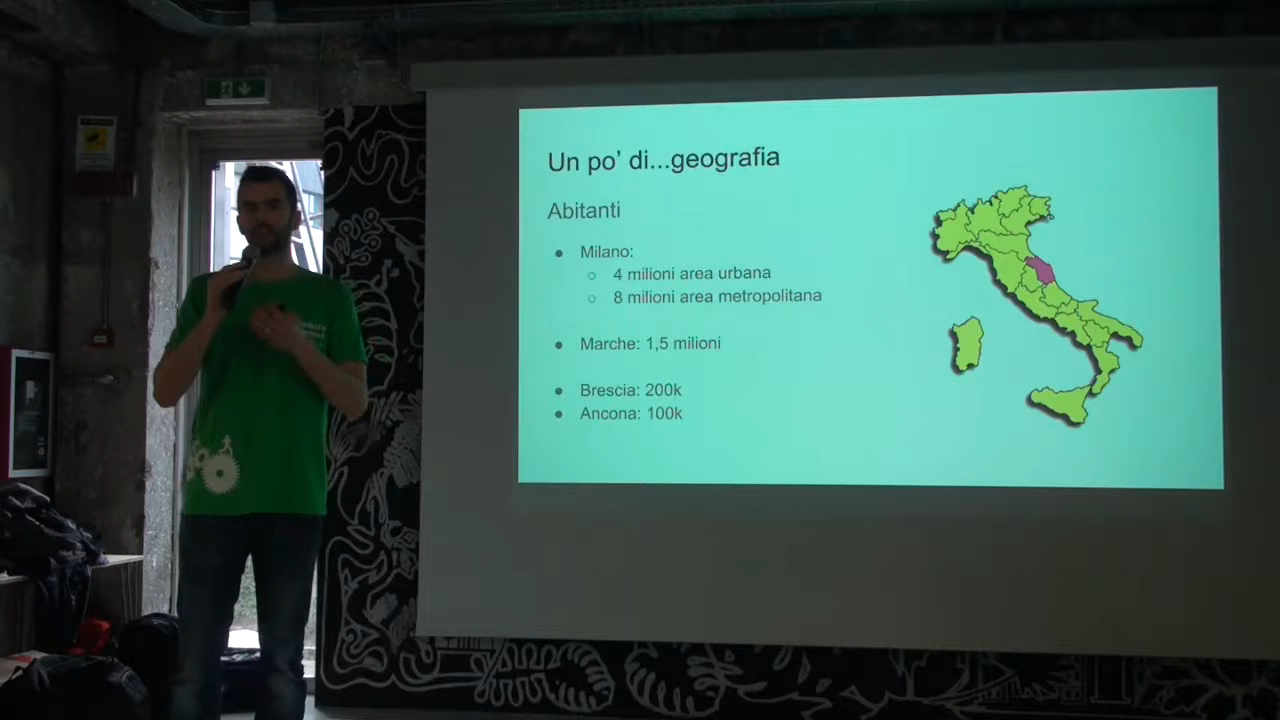 Un po' di...geografia
Abitanti
● Milano:
○ 4 milioni area urbana
○ 8 milioni area metropolitana
● Marche: 1,5 milioni
● Brescia: 200k
● Ancona: 100k